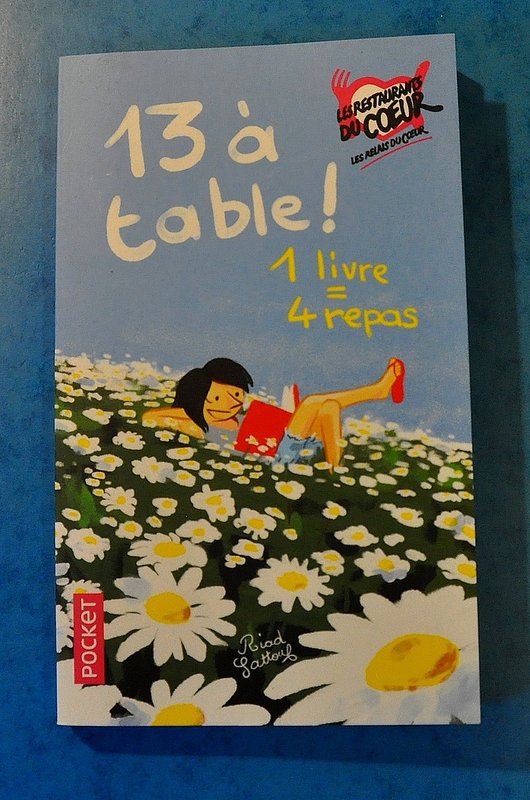 LES RESTAURANTS
DU CŒUR
LES RELAIS DU CŒUR
13 à
table !
1 livre
=
4 repas
Riad
Sattouf
POCKET